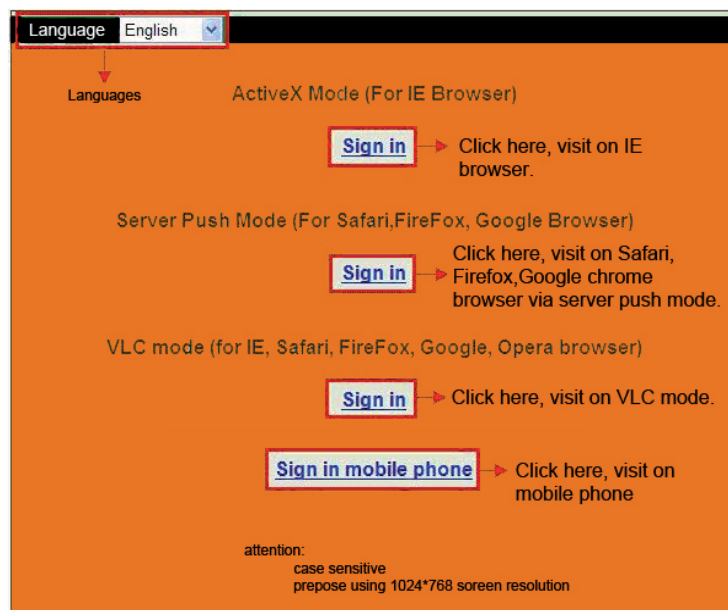 Language English
Languages
ActiveX Mode (For IE Browser)
Sign in
Click here, visit on IE
browser.
Server Push Mode (For Safari,FireFox, Google Browser)
Sign in
Click here, visit on Safari,
Firefox,Google chrome
browser via server push mode.
VLC mode (for IE, Safari, FireFox, Google, Opera browser)
Sign in
Click here, visit on VLC mode.
Sign in mobile phone
Click here, visit on
mobile phone
attention:
case sensitive
prepose using 1024*768 soreen resolution